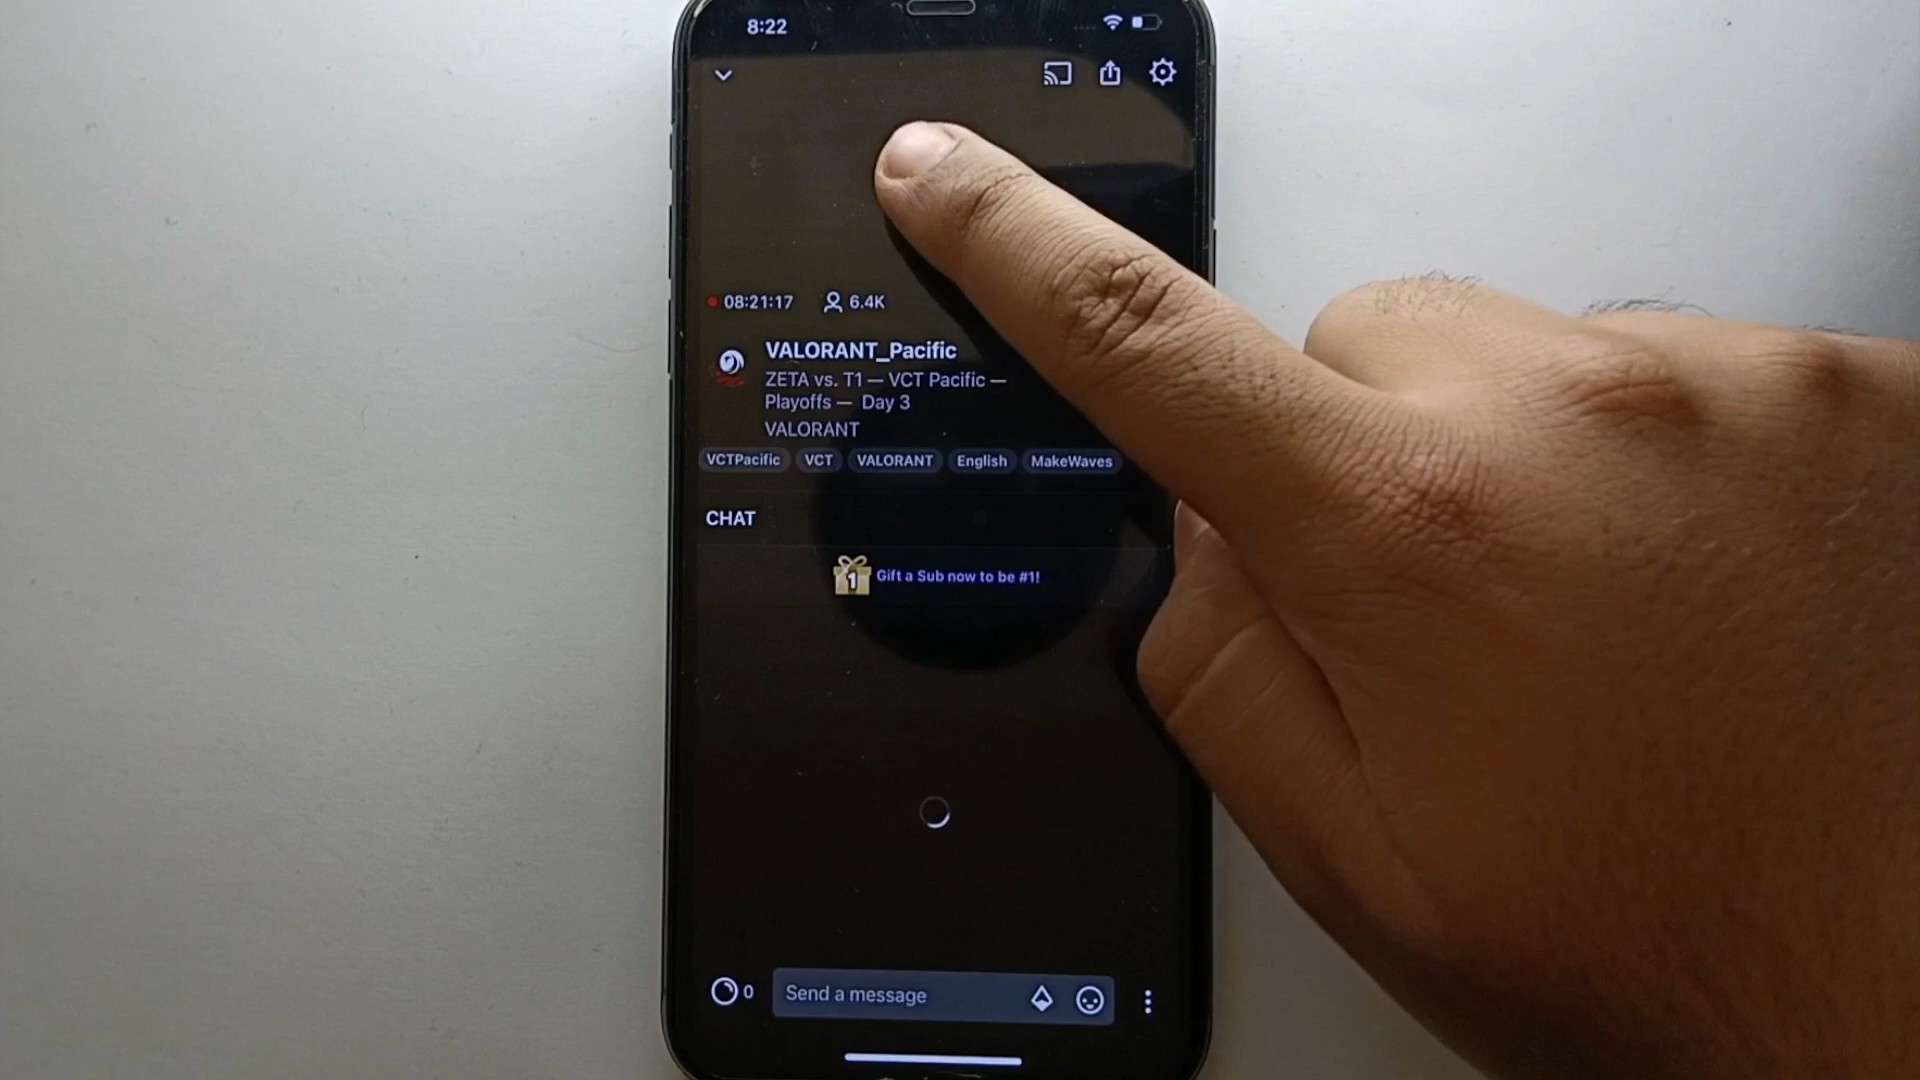 8:22
08:21:17 6.4K
VALORANT_Pacific
ZETA vs. T1 — VCT Pacific —
Playoffs — Day 3
VALORANT
VCTPacific VCT VALORANT English MakeWaves
CHAT
1 Gift a Sub now to be #1!
0 Send a message